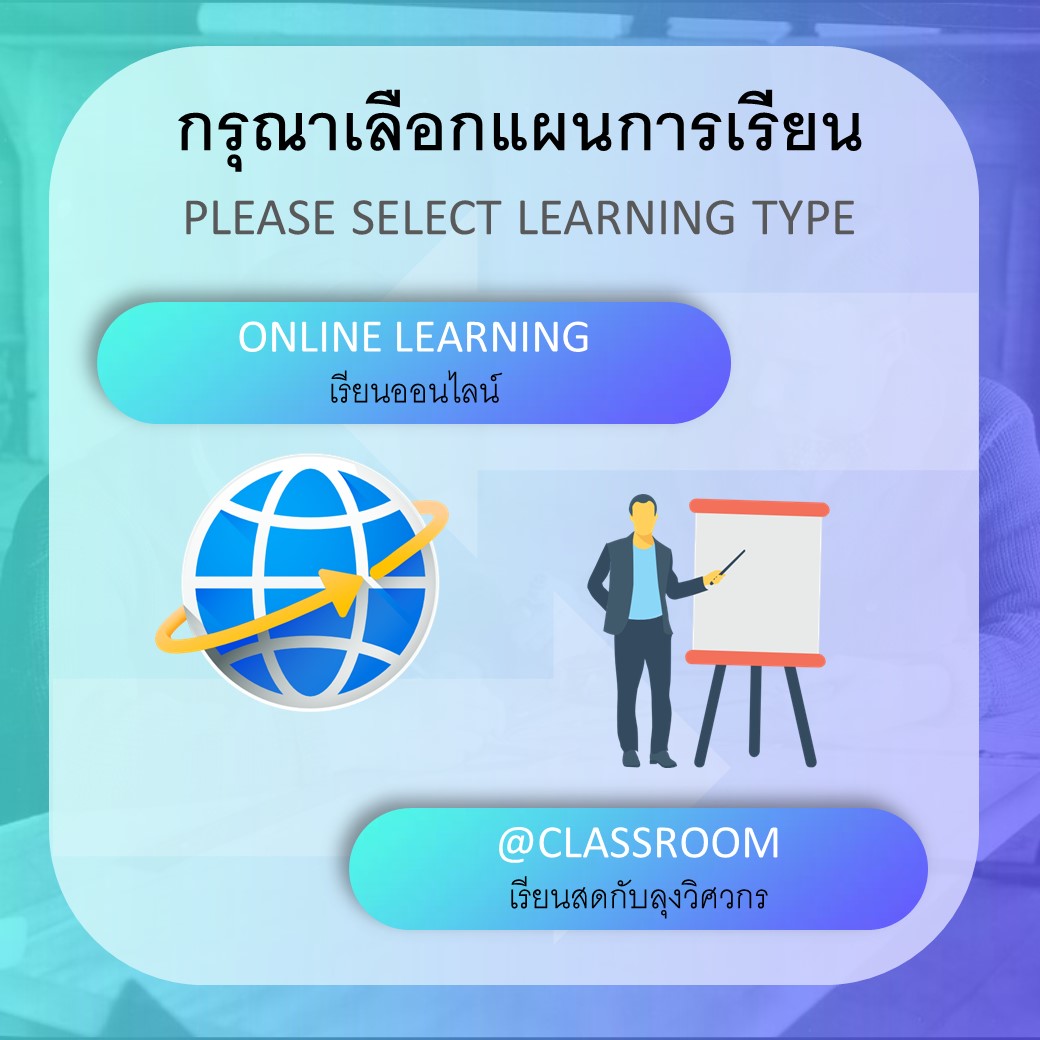 กรุณาเลือกแผนการเรียน
PLEASE SELECT LEARNING TYPE
ONLINE LEARNING
เรียนออนไลน์
@CLASSROOM
เรียนสดกับลุงวิศวกร